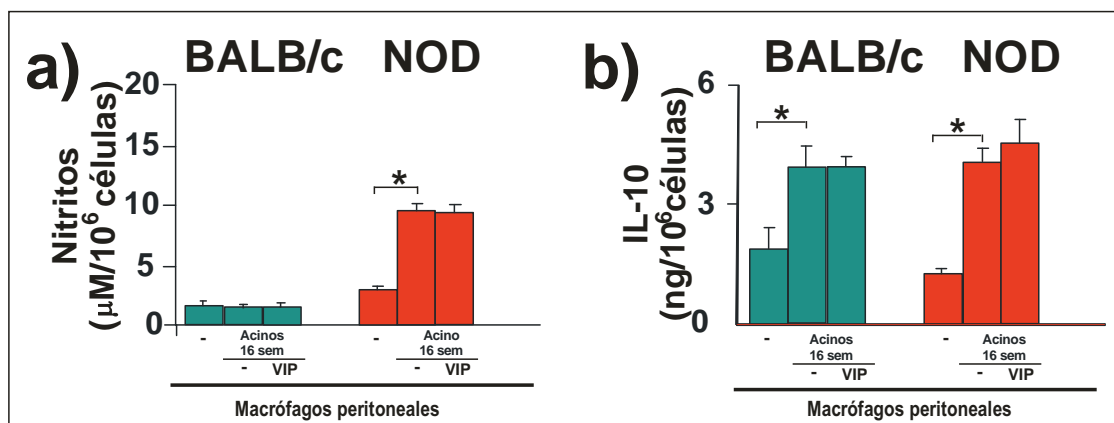 a)
BALB/c NOD
Nitritos
(µM/10⁶ células)
20
15
10
5
0
*
-
Acinos
16 sem
- VIP
-
Acino
16 sem
- VIP
Macrófagos peritoneales
b)
BALB/c NOD
IL-10
(ng/10⁶células)
6
3
0
*
*
-
Acinos
16 sem
- VIP
-
Acinos
16 sem
- VIP
Macrófagos peritoneales